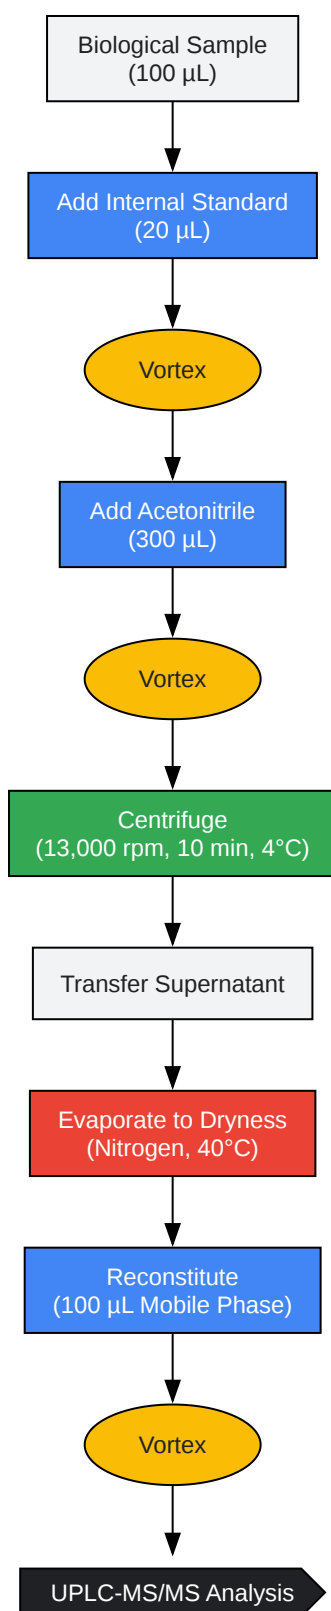 Biological Sample
(100 µL)
Add Internal Standard
(20 µL)
Vortex
Add Acetonitrile
(300 µL)
Vortex
Centrifuge
(13,000 rpm, 10 min, 4°C)
Transfer Supernatant
Evaporate to Dryness
(Nitrogen, 40°C)
Reconstitute
(100 µL Mobile Phase)
Vortex
UPLC-MS/MS Analysis